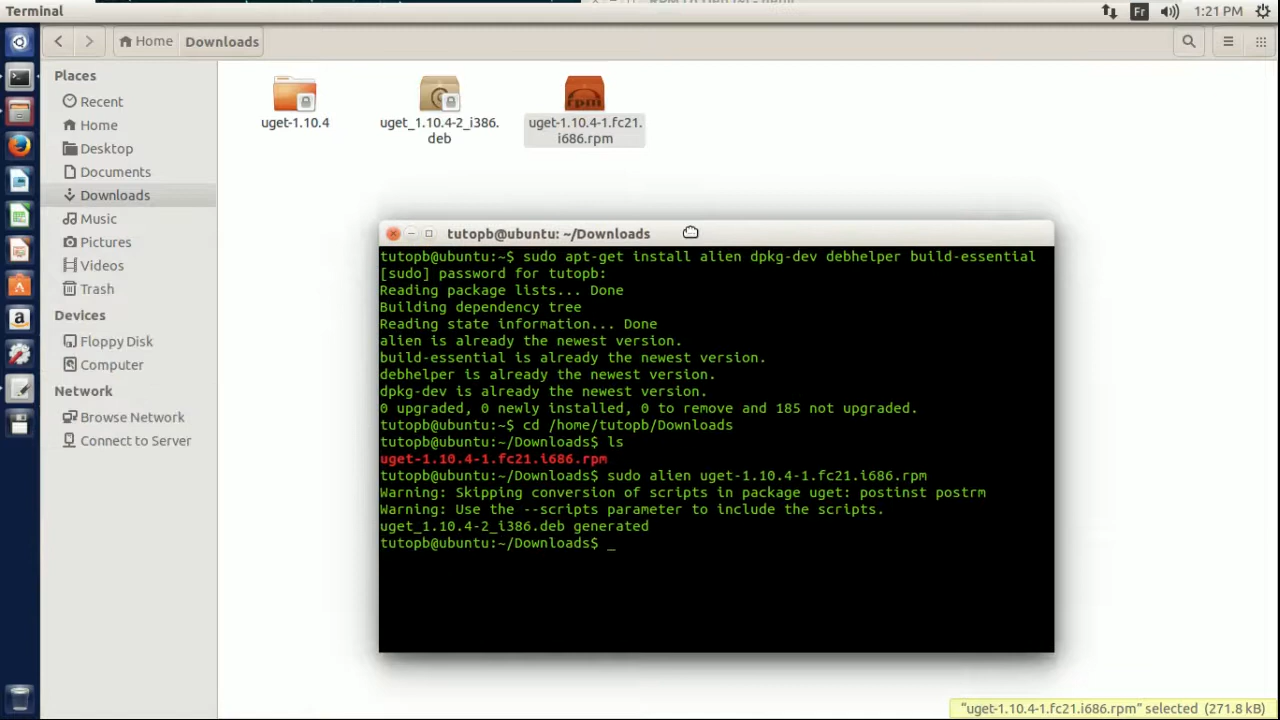 Terminal
Fr
1:21 PM
Home
Downloads
Places
Recent
Home
Desktop
Documents
Downloads
Music
Pictures
Videos
Trash
Devices
Floppy Disk
Computer
Network
Browse Network
Connect to Server
uget-1.10.4
uget_1.10.4-2_i386.
deb
rpm
uget-1.10.4-1.fc21.
i686.rpm
tutopb@ubuntu: ~/Downloads
tutopb@ubuntu:~$ sudo apt-get install alien dpkg-dev debhelper build-essential
[sudo] password for tutopb:
Reading package lists... Done
Building dependency tree
Reading state information... Done
alien is already the newest version.
build-essential is already the newest version.
debhelper is already the newest version.
dpkg-dev is already the newest version.
0 upgraded, 0 newly installed, 0 to remove and 185 not upgraded.
tutopb@ubuntu:~$ cd /home/tutopb/Downloads
tutopb@ubuntu:~/Downloads$ ls
uget-1.10.4-1.fc21.i686.rpm
tutopb@ubuntu:~/Downloads$ sudo alien uget-1.10.4-1.fc21.i686.rpm
Warning: Skipping conversion of scripts in package uget: postinst postrm
Warning: Use the --scripts parameter to include the scripts.
uget_1.10.4-2_i386.deb generated
tutopb@ubuntu:~/Downloads$ _
“uget-1.10.4-1.fc21.i686.rpm” selected (271.8 kB)